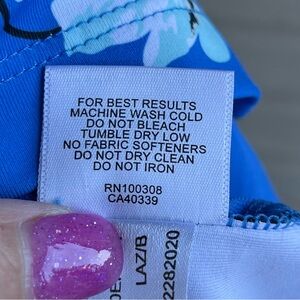 FOR BEST RESULTS
MACHINE WASH COLD
DO NOT BLEACH
TUMBLE DRY LOW
NO FABRIC SOFTENERS
DO NOT DRY CLEAN
DO NOT IRON
RN100308
CA40339
LAZ/B
2282020